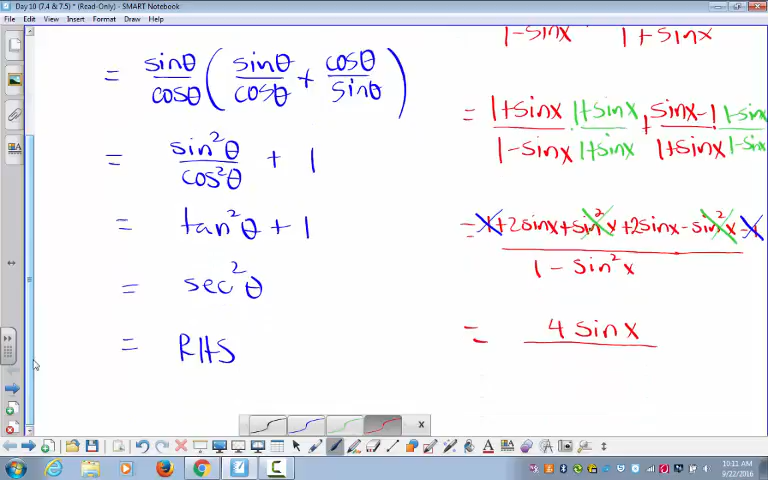 Day 10 (7.4 & 7.5) * (Read-Only) - SMART Notebook
File Edit View Insert Format Tools Draw Help
= sinθ/cosθ ( sinθ/cosθ + cosθ/sinθ )
= sin²θ/cos²θ + 1
= tan²θ + 1
= sec²θ
= RHS
1-sinx 1+sinx
= 1+sinx/1-sinx · 1+sinx/1+sinx + sinx-1/1+sinx · 1-sinx/1-sinx
= 1+2sinx+sin²x+2sinx-sin²x-1
1-sin²x
= 4 sinx
10:11 AM
9/22/2016